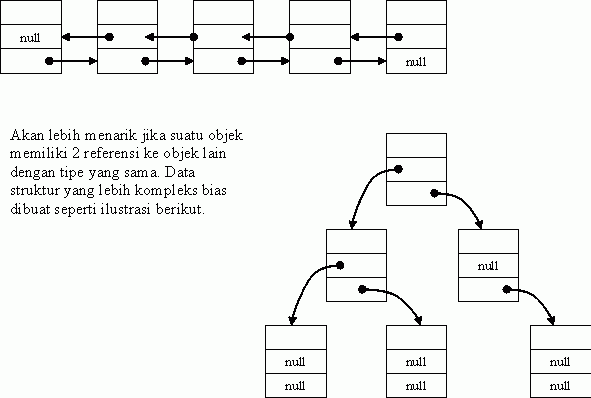 null
null
Akan lebih menarik jika suatu objek
memiliki 2 referensi ke objek lain
dengan tipe yang sama. Data
struktur yang lebih kompleks bias
dibuat seperti ilustrasi berikut.
null
null
null
null
null
null
null